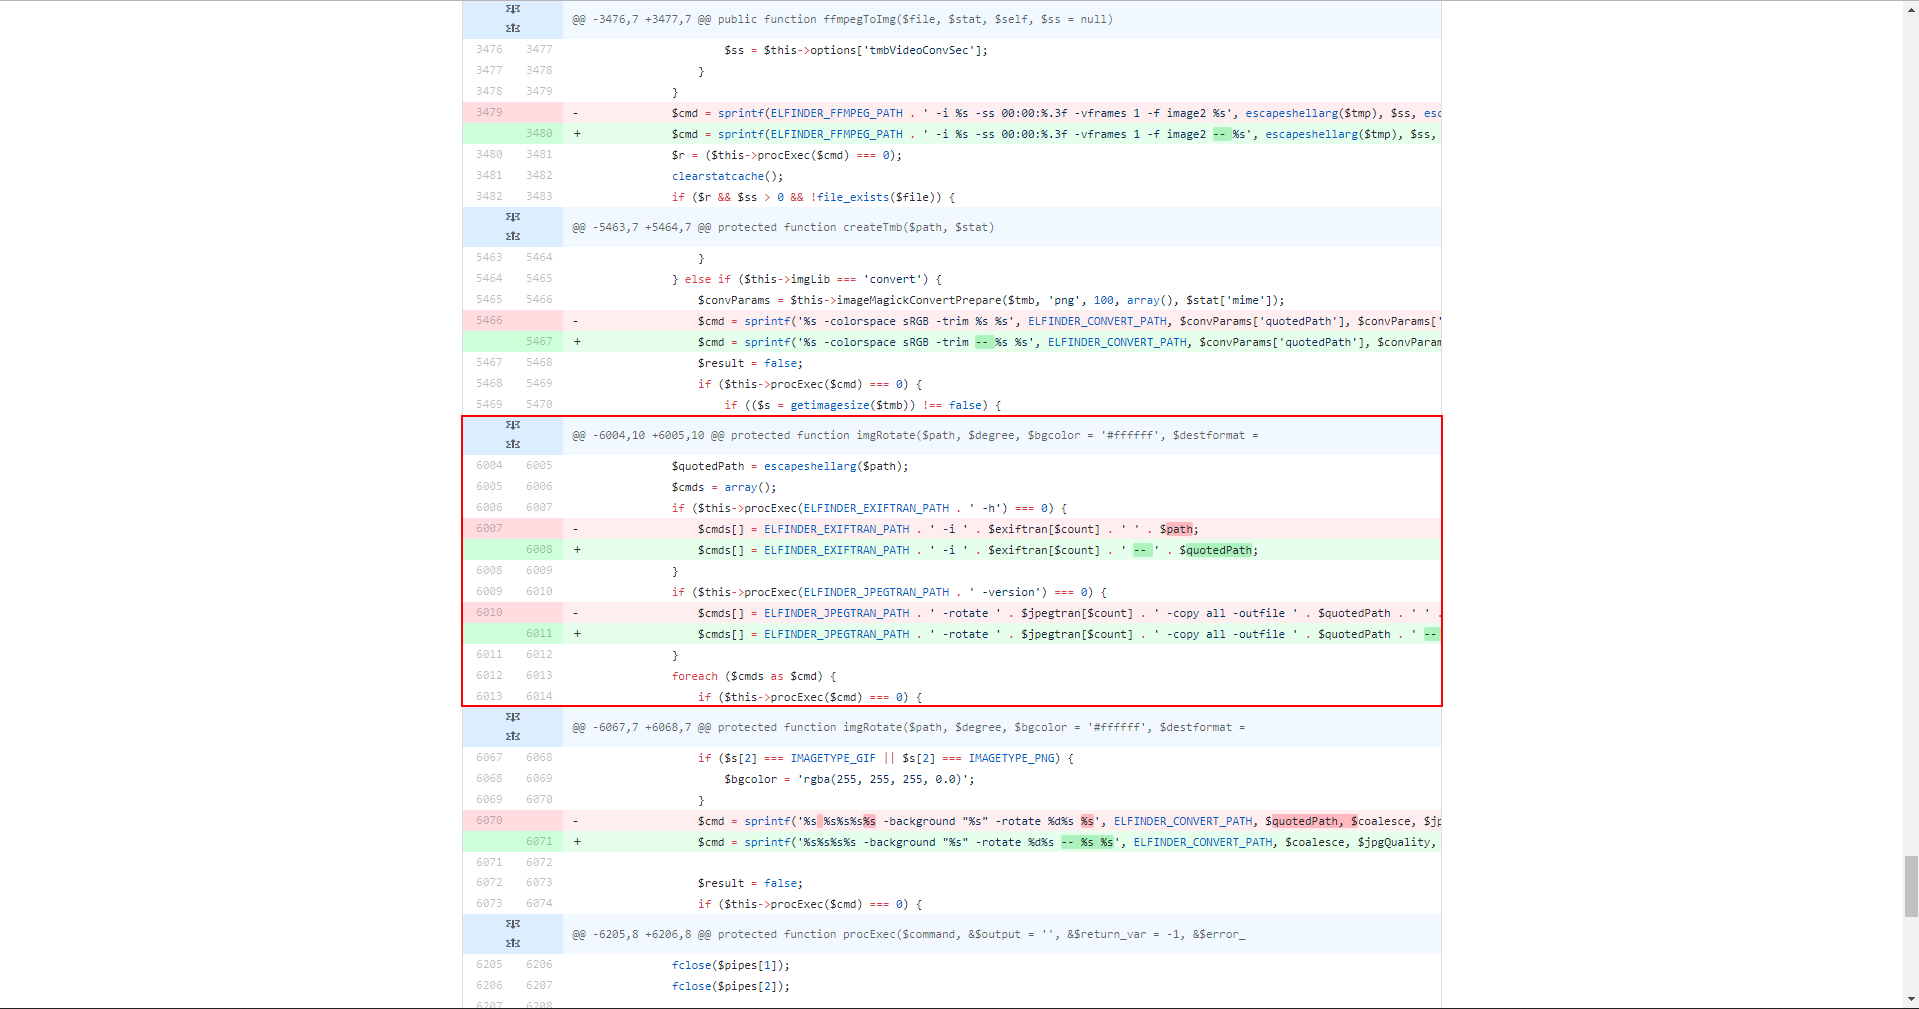 @@ -3476,7 +3477,7 @@ public function ffmpegToImg($file, $stat, $self, $ss = null)
3476 3477 $ss = $this->options['tmbVideoConvSec'];
3477 3478 }
3478 3479 }
3479 - $cmd = sprintf(ELFINDER_FFMPEG_PATH . ' -i %s -ss 00:00:%.3f -vframes 1 -f image2 %s', escapeshellarg($tmp), $ss, esc
3480 + $cmd = sprintf(ELFINDER_FFMPEG_PATH . ' -i %s -ss 00:00:%.3f -vframes 1 -f image2 -- %s', escapeshellarg($tmp), $ss,
3480 3481 $r = ($this->procExec($cmd) === 0);
3481 3482 clearstatcache();
3482 3483 if ($r && $ss > 0 && !file_exists($file)) {
@@ -5463,7 +5464,7 @@ protected function createTmb($path, $stat)
5463 5464 }
5464 5465 } else if ($this->imgLib === 'convert') {
5465 5466 $convParams = $this->imageMagickConvertPrepare($tmb, 'png', 100, array(), $stat['mime']);
5466 - $cmd = sprintf('%s -colorspace sRGB -trim %s %s', ELFINDER_CONVERT_PATH, $convParams['quotedPath'], $convParams['
5467 + $cmd = sprintf('%s -colorspace sRGB -trim -- %s %s', ELFINDER_CONVERT_PATH, $convParams['quotedPath'], $convParam
5467 5468 $result = false;
5468 5469 if ($this->procExec($cmd) === 0) {
5469 5470 if (($s = getimagesize($tmb)) !== false) {
@@ -6004,10 +6005,10 @@ protected function imgRotate($path, $degree, $bgcolor = '#ffffff', $destformat =
6004 6005 $quotedPath = escapeshellarg($path);
6005 6006 $cmds = array();
6006 6007 if ($this->procExec(ELFINDER_EXIFTRAN_PATH . ' -h') === 0) {
6007 - $cmds[] = ELFINDER_EXIFTRAN_PATH . ' -i ' . $exiftran[$count] . ' ' . $path;
6008 + $cmds[] = ELFINDER_EXIFTRAN_PATH . ' -i ' . $exiftran[$count] . ' -- ' . $quotedPath;
6008 6009 }
6009 6010 if ($this->procExec(ELFINDER_JPEGTRAN_PATH . ' -version') === 0) {
6010 - $cmds[] = ELFINDER_JPEGTRAN_PATH . ' -rotate ' . $jpegtran[$count] . ' -copy all -outfile ' . $quotedPath . ' ' .
6011 + $cmds[] = ELFINDER_JPEGTRAN_PATH . ' -rotate ' . $jpegtran[$count] . ' -copy all -outfile ' . $quotedPath . ' --
6011 6012 }
6012 6013 foreach ($cmds as $cmd) {
6013 6014 if ($this->procExec($cmd) === 0) {
@@ -6067,7 +6068,7 @@ protected function imgRotate($path, $degree, $bgcolor = '#ffffff', $destformat =
6067 6068 if ($s[2] === IMAGETYPE_GIF || $s[2] === IMAGETYPE_PNG) {
6068 6069 $bgcolor = 'rgba(255, 255, 255, 0.0)';
6069 6070 }
6070 - $cmd = sprintf('%s %s%s%s%s -background "%s" -rotate %d%s %s', ELFINDER_CONVERT_PATH, $quotedPath, $coalesce, $jp
6071 + $cmd = sprintf('%s%s%s%s -background "%s" -rotate %d%s -- %s %s', ELFINDER_CONVERT_PATH, $coalesce, $jpgQuality,
6071 6072
6072 6073 $result = false;
6073 6074 if ($this->procExec($cmd) === 0) {
@@ -6205,8 +6206,8 @@ protected function procExec($command, &$output = '', &$return_var = -1, &$error_
6205 6206 fclose($pipes[1]);
6206 6207 fclose($pipes[2]);
6207 6208